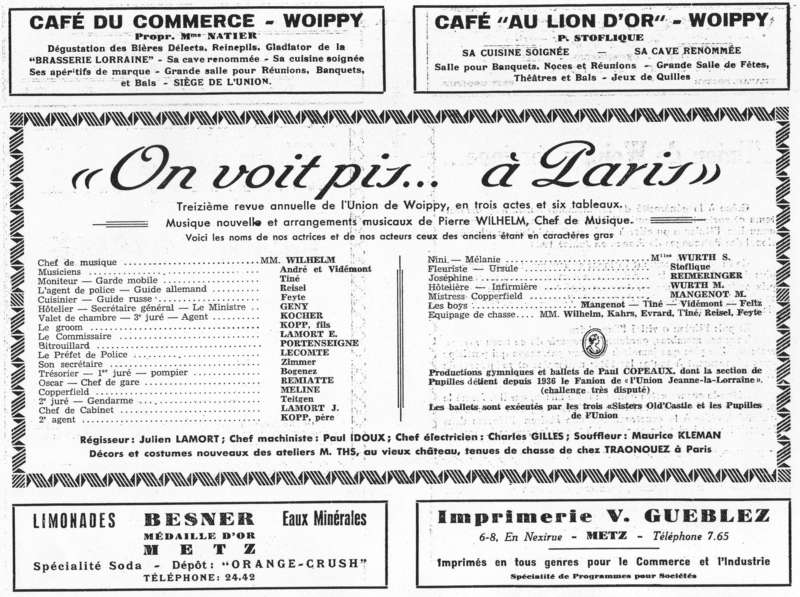 CAFÉ DU COMMERCE - WOIPPY
Propr. Mme NATIER
Dégustation des Bières Délecta, Reinepils, Gladiator de la
"BRASSERIE LORRAINE" - Sa cave renommée - Sa cuisine soignée
Ses apéritifs de marque - Grande salle pour Réunions, Banquets,
et Bals - SIÈGE DE L'UNION.
CAFÉ "AU LION D'OR" - WOIPPY
P. STOFLIQUE
SA CUISINE SOIGNÉE — SA CAVE RENOMMÉE
Salle pour Banquets, Noces et Réunions - Grande Salle de Fêtes,
Théâtres et Bals - Jeux de Quilles
«On voit pis... à Paris»
Treizième revue annuelle de l'Union de Woippy, en trois actes et six tableaux.
Musique nouvelle et arrangements musicaux de Pierre WILHELM, Chef de Musique.
Voici les noms de nos actrices et de nos acteurs ceux des anciens étant en caractères gras
Chef de musique ........ MM. WILHELM
Musiciens ........ André et Vidémont
Moniteur — Garde mobile ........ Tiné
L'agent de police — Guide allemand ........ Reisel
Cuisinier — Guide russ ........ Feyte
Hôtelier — Secrétaire général — Le Ministre .. GENY
Valet de chambre — 3e juré — Agent ........ KOCHER
Le groom ........ KOPP, fils
Le Commissaire ........ LAMORT E.
Bitrouillard ........ PORTENSEIGNE
Le Préfet de Police ........ LECOMTE
Son secrétaire ........ Zimmer
Trésorier — 1er juré — pompier ........ Bogenez
Oscar — Chef de gare ........ REMIATTE
Copperfield ........ MELINE
2e juré — Gendarme ........ Teitgen
Chef de Cabinet ........ LAMORT J.
2e agent ........ KOPP, père
Nini — Mélanie ........ Mlles WURTH S.
Fleuriste — Ursule ........ Stoflique
Joséphine ........ REIMERINGER
Hôtelière — Infirmière ........ WURTH M.
Mistress Copperfield ........ MANGENOT M.
Les boys ........ Mangenot — Tiné — Vidémont — Feltz
Equipage de chasse .... MM. Wilhelm, Kahrs, Evrard, Tiné, Reisel, Feyte
Productions gymniques et ballets de Paul COPEAUX, dont la section de
Pupilles détient depuis 1936 le Fanion de «l'Union Jeanne-la-Lorraine».
(challenge très disputé)
Les ballets sont exécutés par les trois «Sisters Old'Castle et les Pupilles
de l'Union
Régisseur: Julien LAMORT; Chef machiniste: Paul IDOUX; Chef électricien: Charles GILLES; Souffleur: Maurice KLEMAN
Décors et costumes nouveaux des ateliers M. THS, au vieux château, tenues de chasse de chez TRAONOUEZ à Paris
LIMONADES BESNER Eaux Minérales
MÉDAILLE D'OR
METZ
Spécialité Soda - Dépôt: "ORANGE-CRUSH"
TÉLÉPHONE: 24.42
Imprimerie V. GUEBLEZ
6-8, En Nexirue - METZ - Téléphone 7.65
Imprimés en tous genres pour le Commerce et l'Industrie
Spécialité de Programmes pour Sociétés